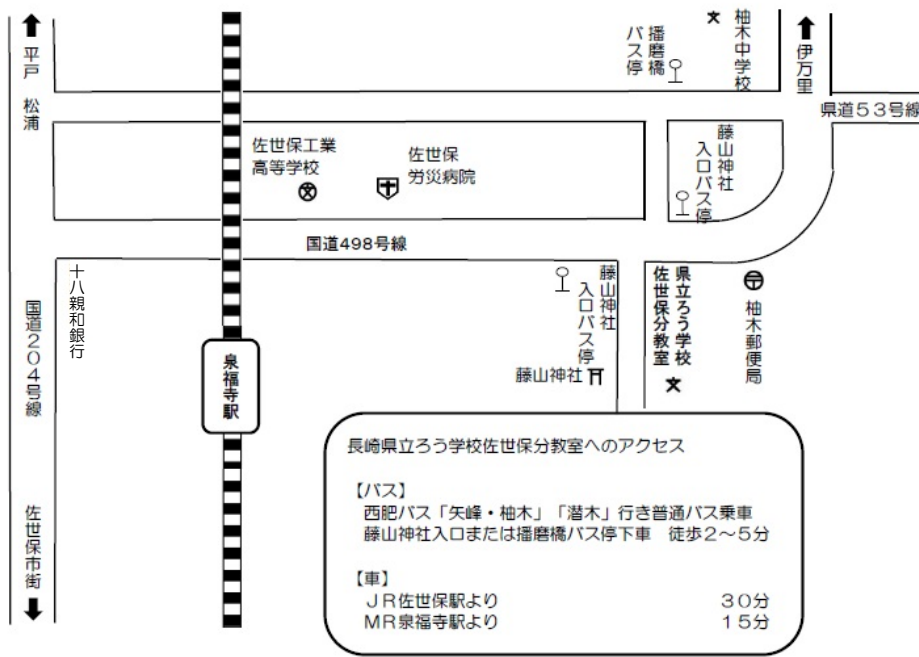 平戸 松浦
播磨橋
バス停
柚木中学校
伊万里
県道53号線
佐世保工業
高等学校
佐世保
労災病院
藤山神社
入口バス停
国道498号線
十八親和銀行
国道204号線
泉福寺駅
藤山神社
入口バス停
藤山神社
県立ろう学校
佐世保分教室
柚木郵便局
佐世保市街
長崎県立ろう学校佐世保分教室へのアクセス
【バス】
西肥バス「矢峰・柚木」「潜木」行き普通バス乗車
藤山神社入口または播磨橋バス停下車 徒歩2～5分
【車】
JR佐世保駅より 30分
MR泉福寺駅より 15分